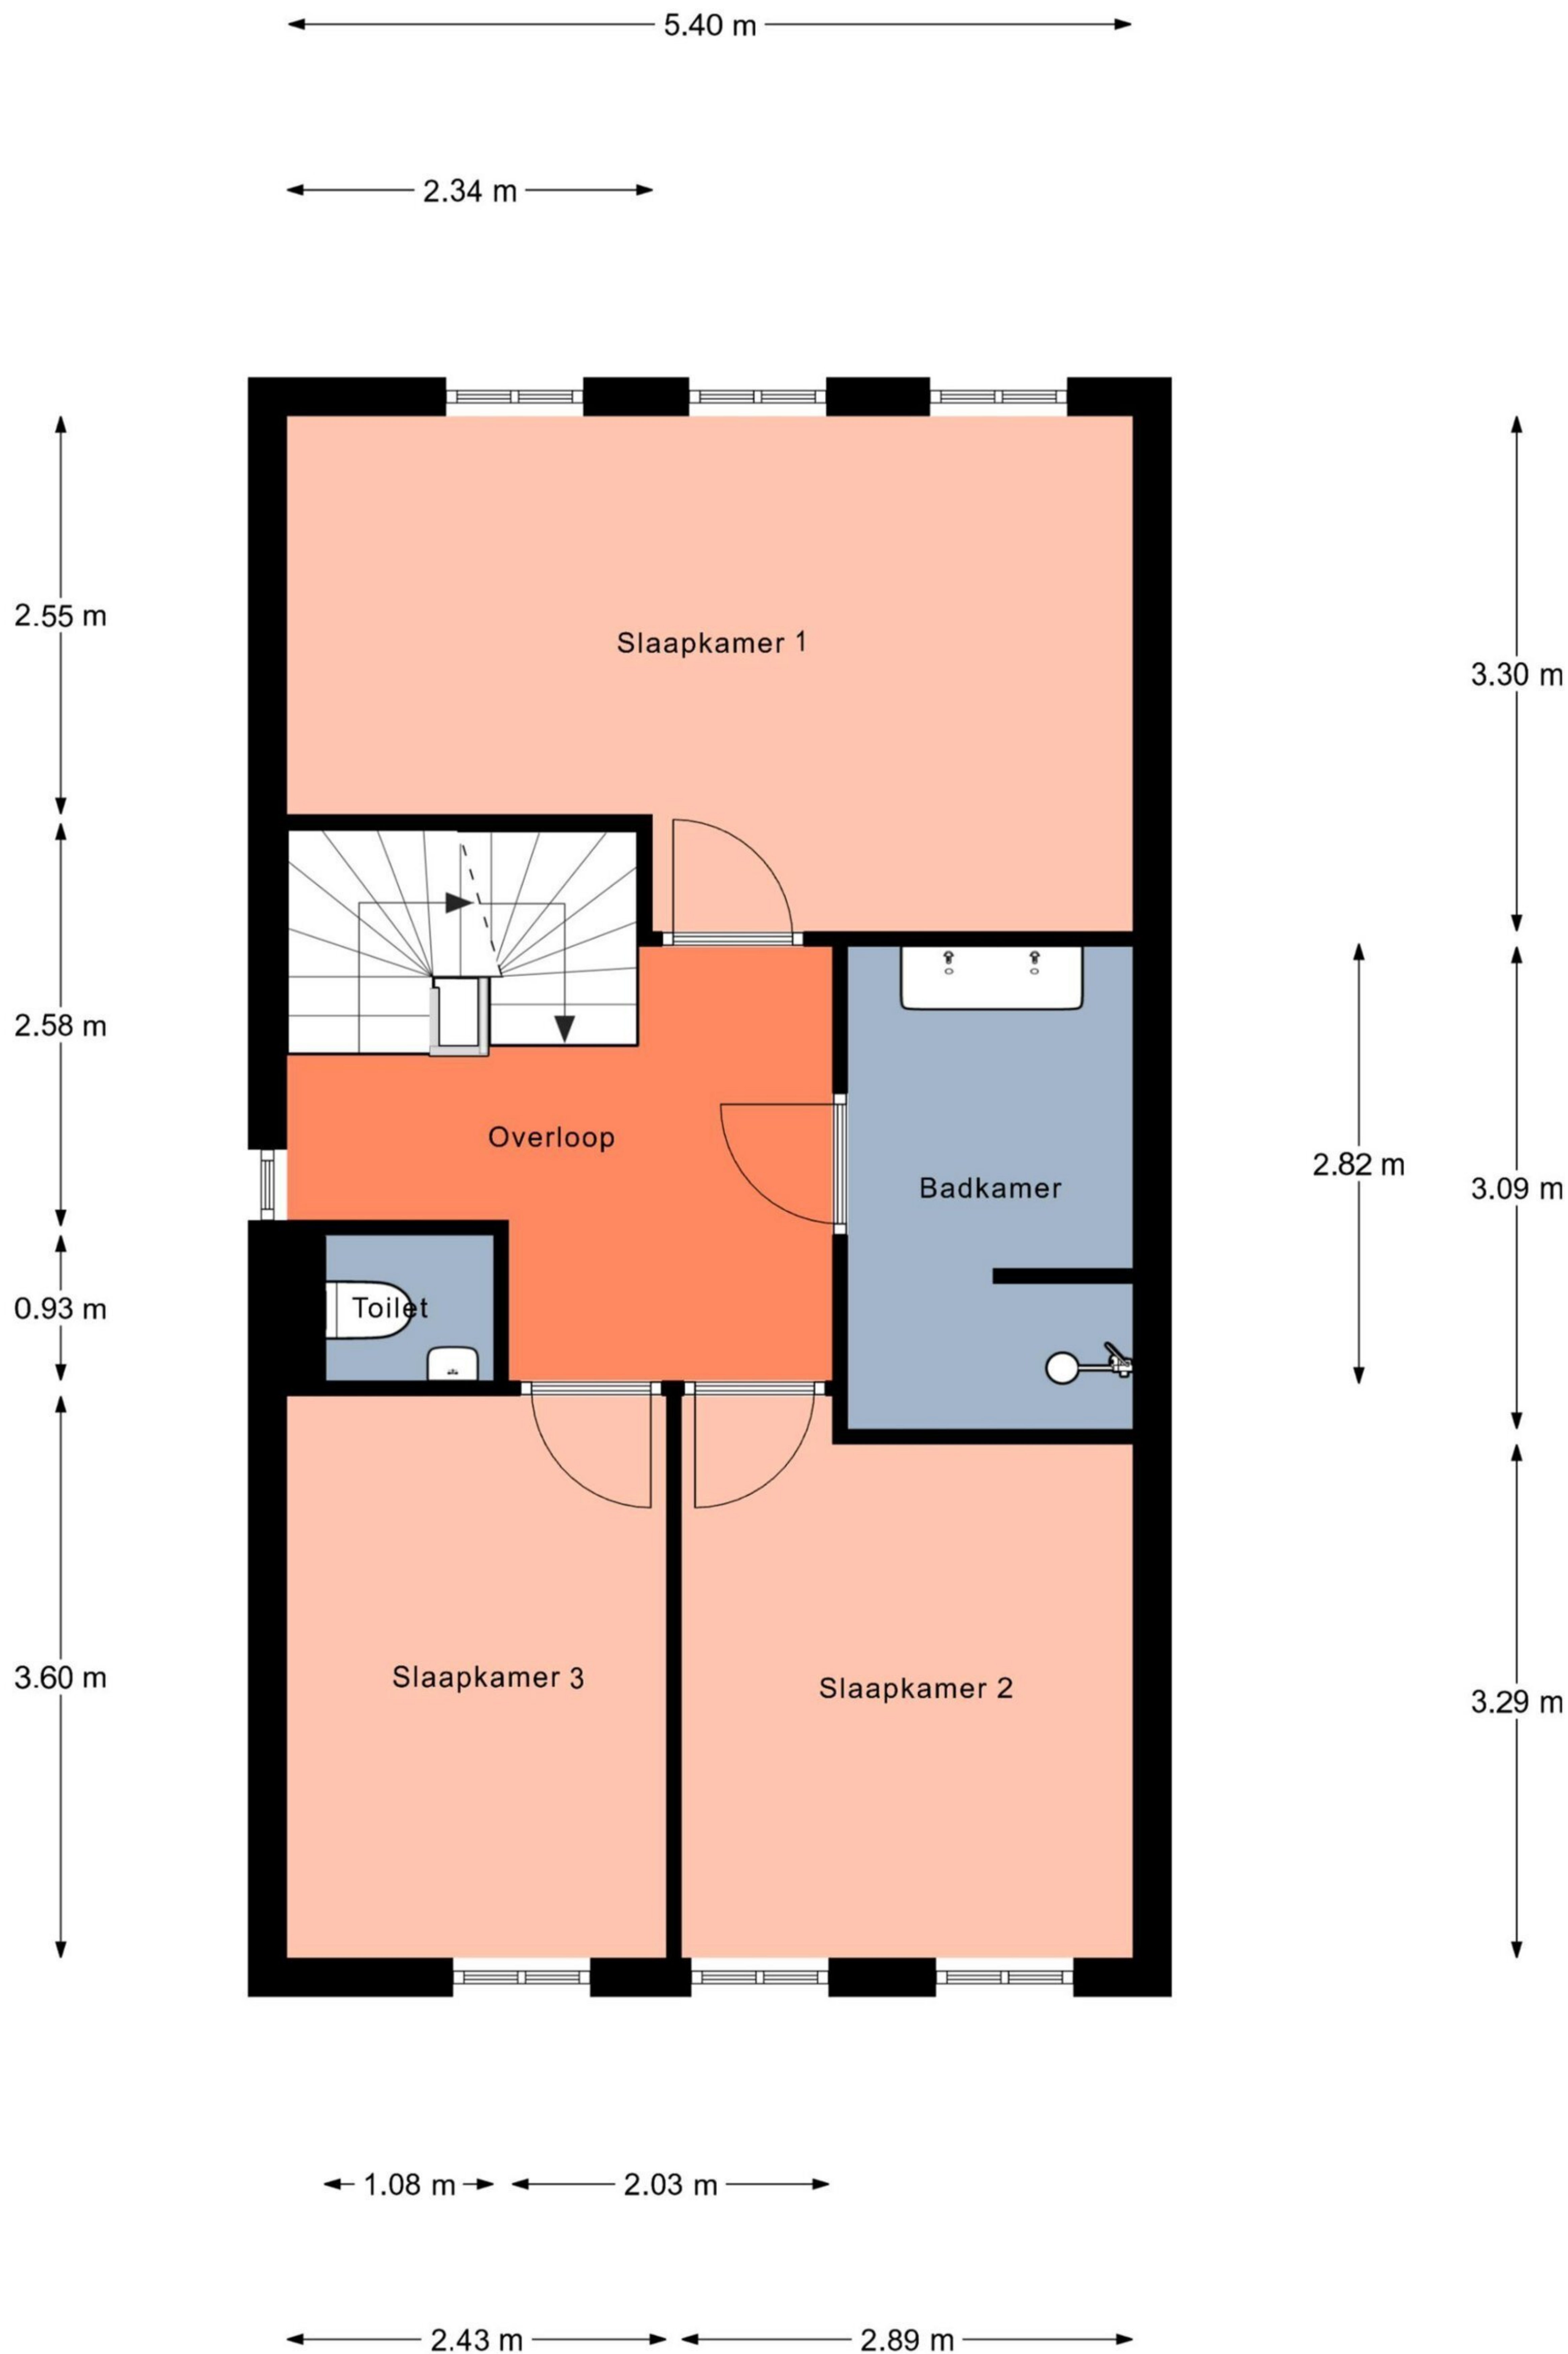 5.40 m
2.34 m
2.55 m
Slaapkamer 1
3.30 m
2.58 m
Overloop
Badkamer
2.82 m
3.09 m
0.93 m
Toilet
3.60 m
Slaapkamer 3
Slaapkamer 2
3.29 m
1.08 m
2.03 m
2.43 m
2.89 m